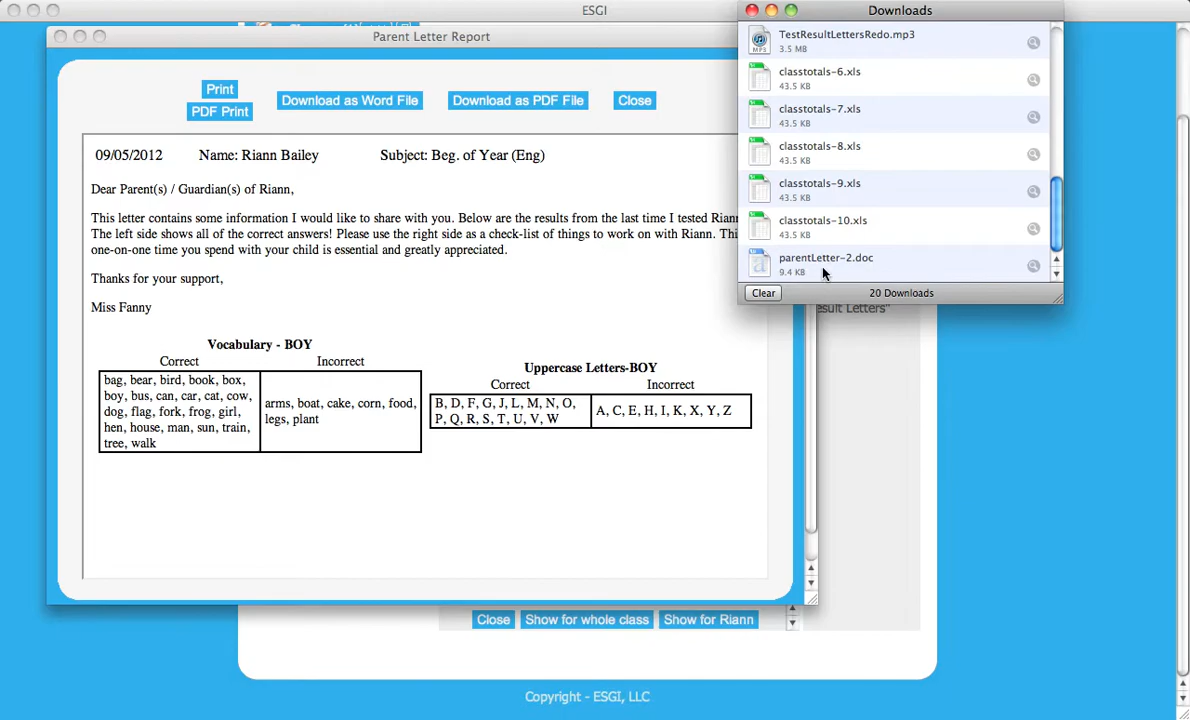 ESGI
Parent Letter Report
Print
PDF Print
Download as Word File
Download as PDF File
Close
09/05/2012
Name: Riann Bailey
Subject: Beg. of Year (Eng)
Dear Parent(s) / Guardian(s) of Riann,
This letter contains some information I would like to share with you. Below are the results from the last time I tested Riann
The left side shows all of the correct answers! Please use the right side as a check-list of things to work on with Riann.
one-on-one time you spend with your child is essential and greatly appreciated.
Thanks for your support,
Miss Fanny
Vocabulary - BOY
Correct
Incorrect
bag, bear, bird, book, box,
boy, bus, can, car, cat, cow,
dog, flag, fork, frog, girl,
hen, house, man, sun, train,
tree, walk
arms, boat, cake, corn, food,
legs, plant
Uppercase Letters-BOY
Correct
Incorrect
B, D, F, G, J, L, M, N, O,
P, Q, R, S, T, U, V, W
A, C, E, H, I, K, X, Y, Z
Downloads
TestResultLettersRedo.mp3
3.5 MB
MP3
classtotals-6.xls
43.5 KB
classtotals-7.xls
43.5 KB
classtotals-8.xls
43.5 KB
classtotals-9.xls
43.5 KB
classtotals-10.xls
43.5 KB
parentLetter-2.doc
9.4 KB
Clear
20 Downloads
esult Letters"
Close
Show for whole class
Show for Riann
Copyright - ESGI, LLC